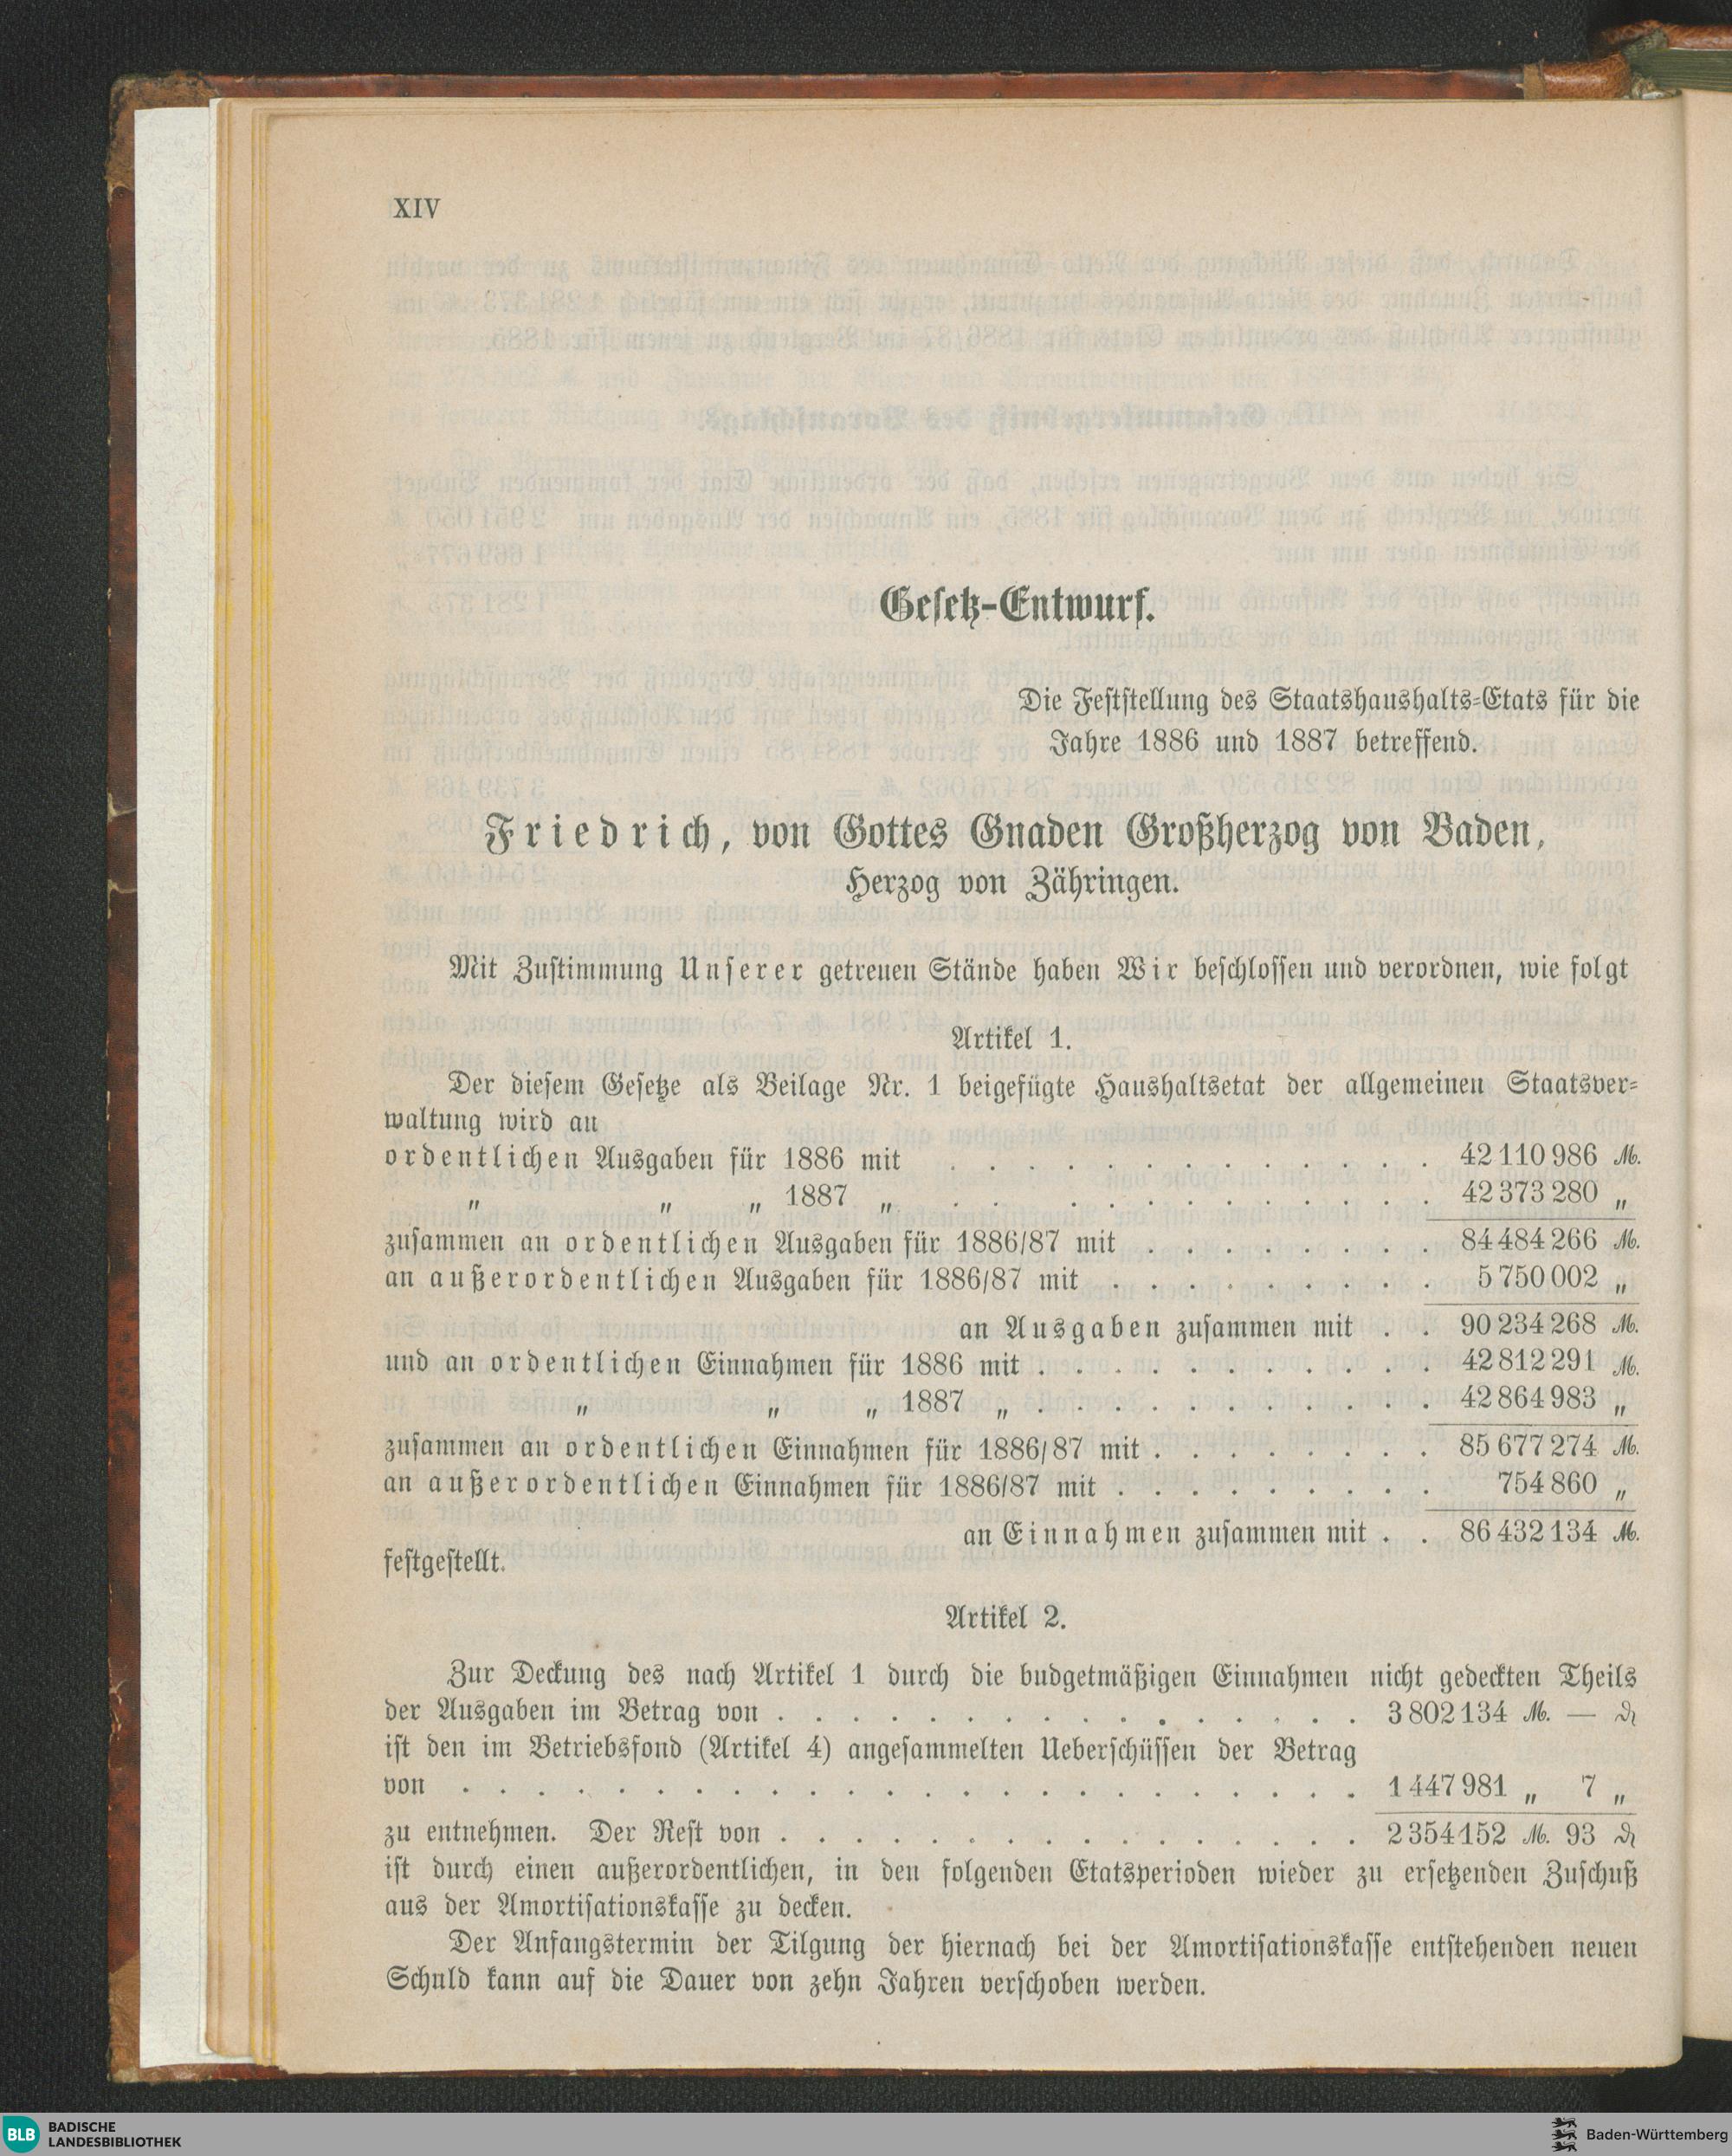 XIV
Gesetz-Entwurf.
Die Feststellung des Staatshaushalts-Etats für die
Jahre 1886 und 1887 betreffend.
Friedrich, von Gottes Gnaden Großherzog von Baden,
Herzog von Zähringen.
Mit Zustimmung Unserer getreuen Stände haben Wir beschlossen und verordnen, wie folgt
Artikel 1.
Der diesem Gesetze als Beilage Nr. 1 beigefügte Haushaltsetat der allgemeinen Staatsver-
waltung wird an
ordentlichen Ausgaben für 1886 mit . . . . . . . . . . . . . 42 110 986 M.
„ „ „ 1887 „ . . . . . . . . . . . . 42 373 280 „
zusammen an ordentlichen Ausgaben für 1886/87 mit . . . . . . . . 84 484 266 M.
an außerordentlichen Ausgaben für 1886/87 mit . . . . . . . . . 5 750 002 „
an Ausgaben zusammen mit . . 90 234 268 M.
und an ordentlichen Einnahmen für 1886 mit . . . . . . . . . . . 42 812 291 M.
„ „ „ 1887 „ . . . . . . . . . . . 42 864 983 „
zusammen an ordentlichen Einnahmen für 1886/87 mit . . . . . . . . 85 677 274 M.
an außerordentlichen Einnahmen für 1886/87 mit . . . . . . . . . 754 860 „
an Einnahmen zusammen mit . . 86 432 134 M.
festgestellt.
Artikel 2.
Zur Deckung des nach Artikel 1 durch die budgetmäßigen Einnahmen nicht gedeckten Theils
der Ausgaben im Betrag von . . . . . . . . . . . . . . . . 3 802 134 M. — ₰
ist den im Betriebsfond (Artikel 4) angesammelten Ueberschüssen der Betrag
von . . . . . . . . . . . . . . . . . . . . . . . . 1 447 981 „ 7 „
zu entnehmen. Der Rest von . . . . . . . . . . . . . . . . 2 354 152 M. 93 ₰
ist durch einen außerordentlichen, in den folgenden Etatsperioden wieder zu ersetzenden Zuschuß
aus der Amortisationskasse zu decken.
Der Anfangstermin der Tilgung der hiernach bei der Amortisationskasse entstehenden neuen
Schuld kann auf die Dauer von zehn Jahren verschoben werden.
BLB BADISCHE
LANDESBIBLIOTHEK
Baden-Württemberg